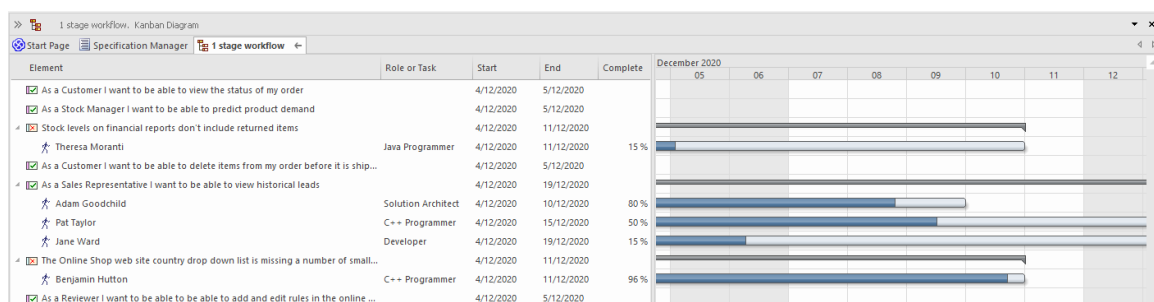 1 stage workflow. Kanban Diagram
Start Page Specification Manager 1 stage workflow
Element Role or Task Start End Complete December 2020
05 06 07 08 09 10 11 12
As a Customer I want to be able to view the status of my order 4/12/2020 5/12/2020
As a Stock Manager I want to be able to predict product demand 4/12/2020 5/12/2020
Stock levels on financial reports don't include returned items 4/12/2020 11/12/2020
Theresa Moranti Java Programmer 4/12/2020 11/12/2020 15 %
As a Customer I want to be able to delete items from my order before it is ship... 4/12/2020 5/12/2020
As a Sales Representative I want to be able to view historical leads 4/12/2020 19/12/2020
Adam Goodchild Solution Architect 4/12/2020 10/12/2020 80 %
Pat Taylor C++ Programmer 4/12/2020 15/12/2020 50 %
Jane Ward Developer 4/12/2020 19/12/2020 15 %
The Online Shop web site country drop down list is missing a number of small... 4/12/2020 11/12/2020
Benjamin Hutton C++ Programmer 4/12/2020 11/12/2020 96 %
As a Reviewer I want to be able to be able to add and edit rules in the online ... 4/12/2020 5/12/2020